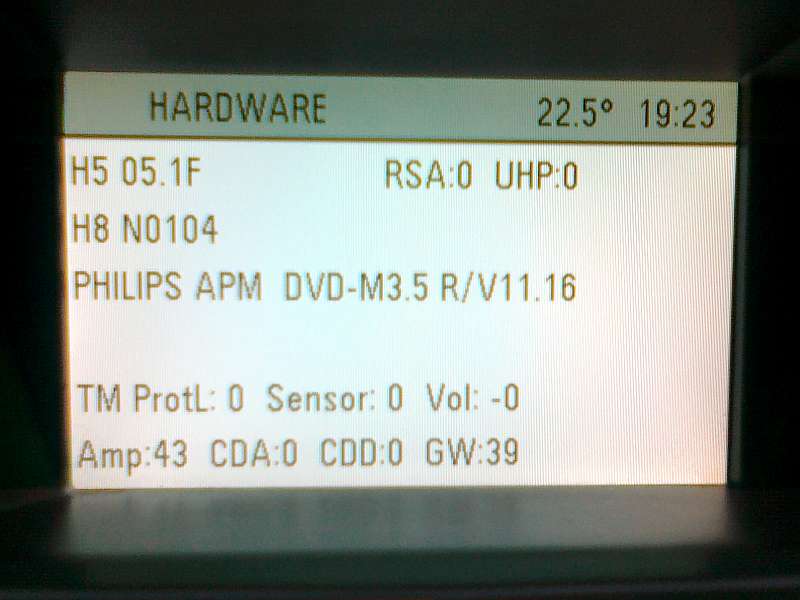 HARDWARE 22.5° 19:23
H5 05.1F RSA:0 UHP:0
H8 N0104
PHILIPS APM DVD-M3.5 R/V11.16
TM ProtL: 0 Sensor: 0 Vol: -0
Amp:43 CDA:0 CDD:0 GW:39